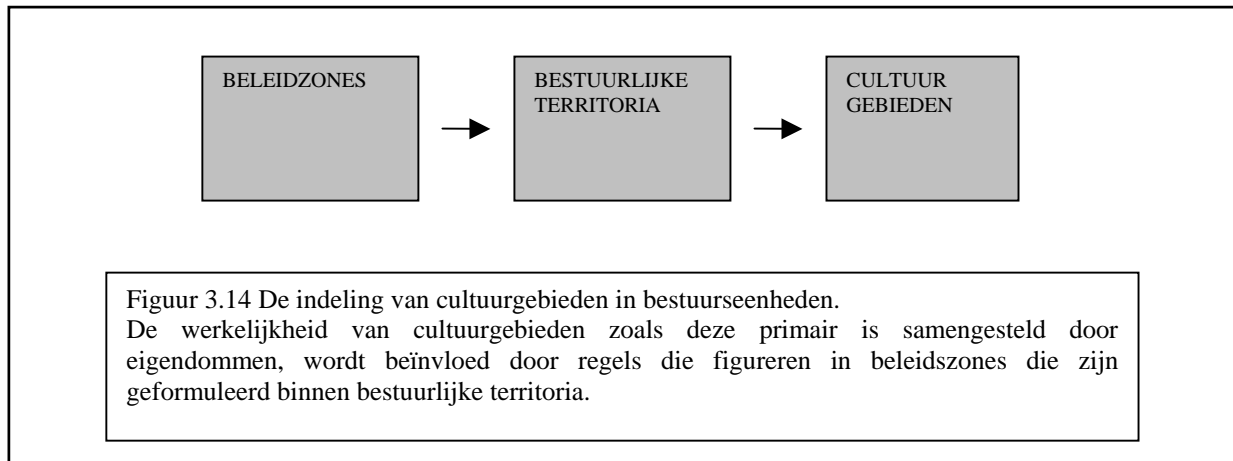 BELEIDZONES
BESTUURLIJKE
TERRITORIA
CULTUUR
GEBIEDEN
Figuur 3.14 De indeling van cultuurgebieden in bestuurseenheden.
De werkelijkheid van cultuurgebieden zoals deze primair is samengesteld door
eigendommen, wordt beïnvloed door regels die figureren in beleidszones die zijn
geformuleerd binnen bestuurlijke territoria.